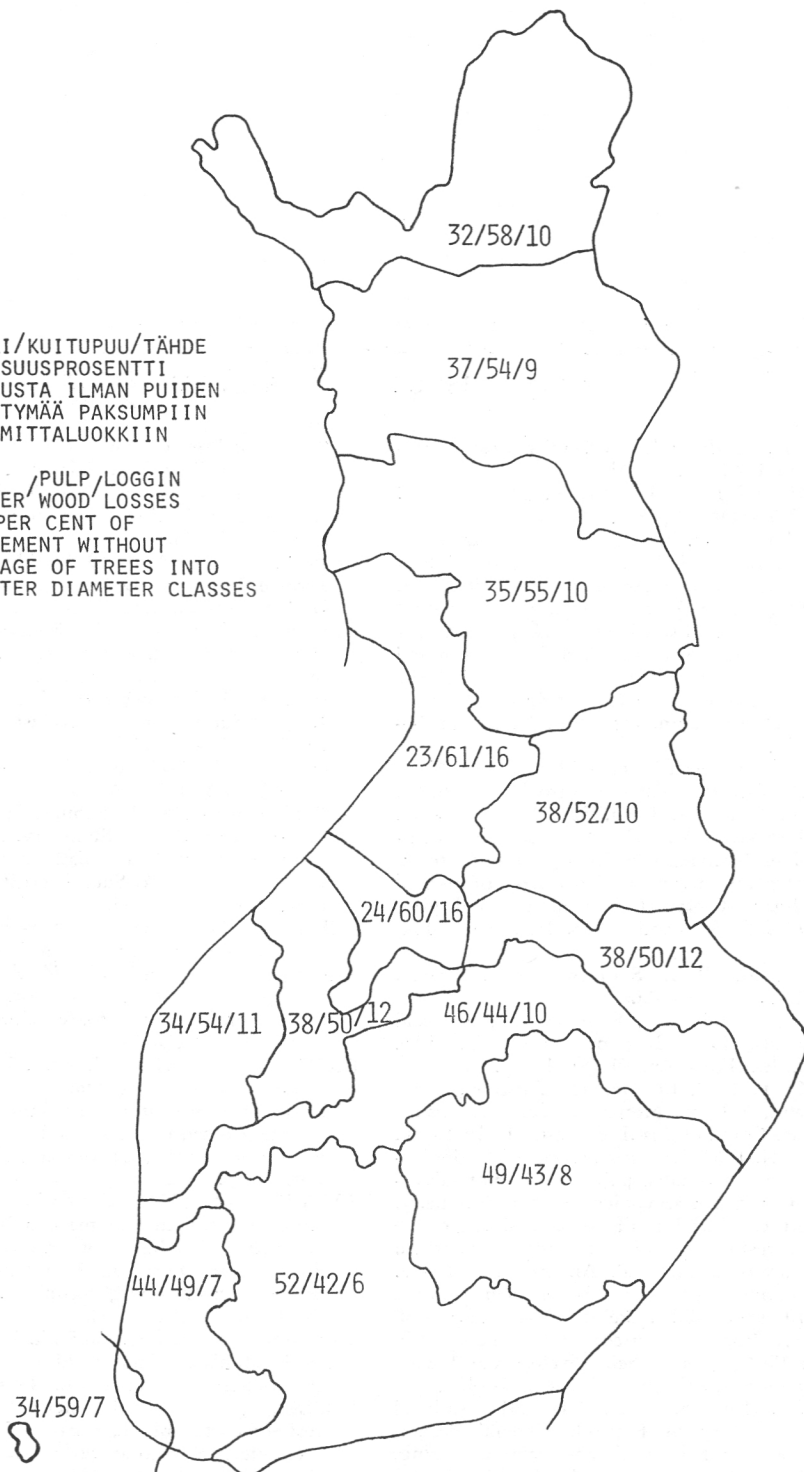 32/58/10
I/KUITUPUU/TÄHDE
SUUSPROSENTTI
USTA ILMAN PUIDEN
TYMÄÄ PAKSUMPIIN
MITTALUOKKIIN
37/54/9
/PULP/LOGGIN
ER/WOOD/LOSSES
PER CENT OF
EMENT WITHOUT
AGE OF TREES INTO
TER DIAMETER CLASSES
35/55/10
23/61/16
38/52/10
24/60/16
38/50/12
34/54/11
38/50/12
46/44/10
49/43/8
44/49/7
52/42/6
34/59/7